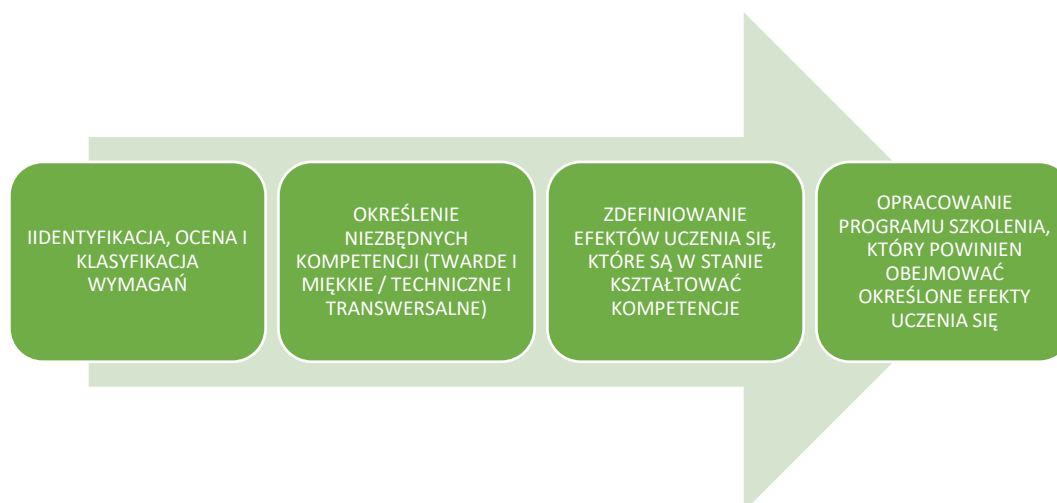 IIDENTYFIKACJA, OCENA I
KLASYFIKACJA
WYMAGAŃ
OKREŚLENIE
NIEZBĘDNYCH
KOMPETENCJI (TWARDE I
MIĘKKIE / TECHNICZNE I
TRANSWERSALNE)
ZDEFINIOWANIE
EFEKTÓW UCZENIA SIĘ,
KTÓRE SĄ W STANIE
KSZTAŁTOWAĆ
KOMPETENCJE
OPRACOWANIE
PROGRAMU SZKOLENIA,
KTÓRY POWINIEN
OBEJMOWAĆ
OKREŚLONE EFEKTY
UCZENIA SIĘ